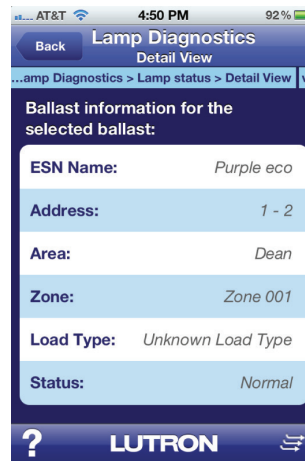 AT&T 4:50 PM 92%
Back Lamp Diagnostics
Detail View
...amp Diagnostics > Lamp status > Detail View
Ballast information for the
selected ballast:
ESN Name: Purple eco
Address: 1 - 2
Area: Dean
Zone: Zone 001
Load Type: Unknown Load Type
Status: Normal
? LUTRON